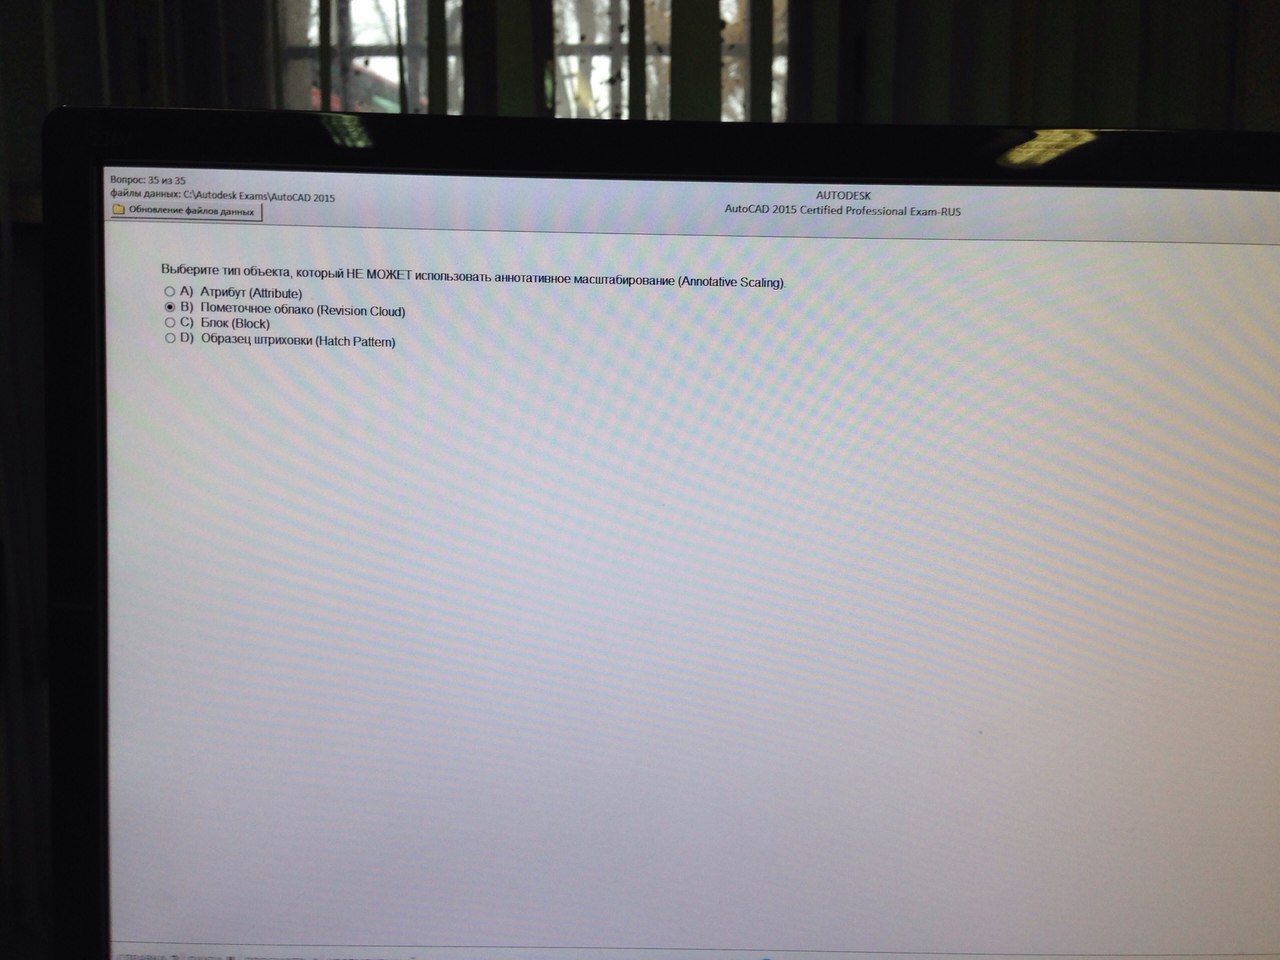 Вопрос: 35 из 35
файлы данных: C:\Autodesk Exams\AutoCAD 2015
Обновление файлов данных
AUTODESK
AutoCAD 2015 Certified Professional Exam-RUS
Выберите тип объекта, который НЕ МОЖЕТ использовать аннотативное масштабирование (Annotative Scaling).
A) Атрибут (Attribute)
B) Пометочное облако (Revision Cloud)
C) Блок (Block)
D) Образец штриховки (Hatch Pattern)